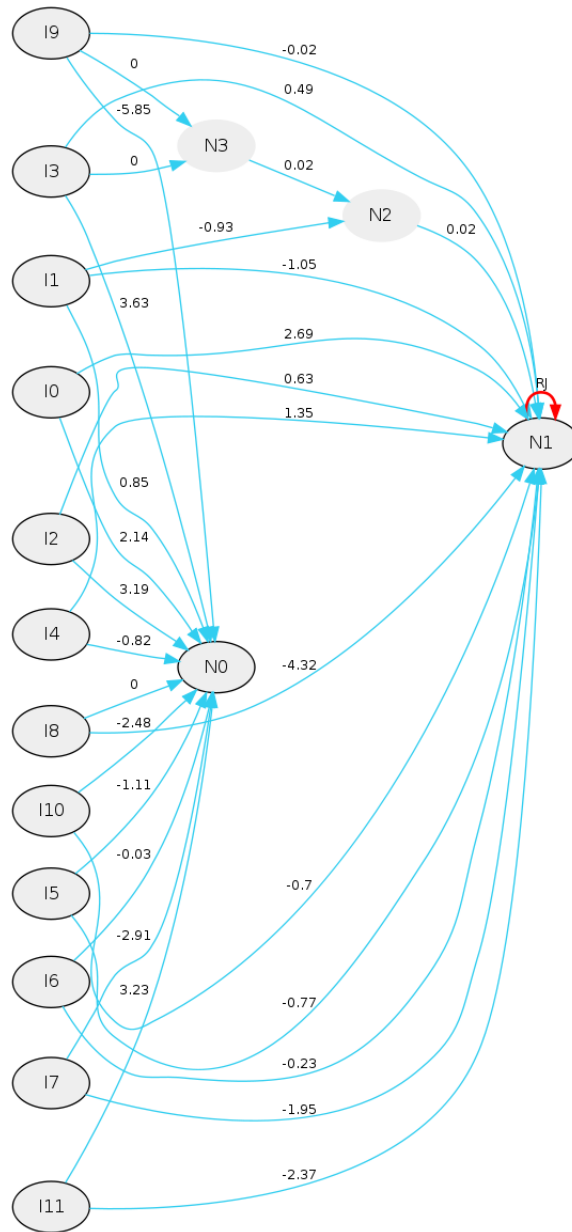 I9
-0.02
0
0.49
-5.85
N3
I3
0
0.02
N2
-0.93
0.02
I1
-1.05
3.63
2.69
I0
0.63
RJ
1.35
N1
0.85
I2
2.14
3.19
I4
-0.82
N0
-4.32
0
I8
-2.48
-1.11
I10
-0.03
-0.7
I5
-2.91
I6
3.23
-0.77
-0.23
I7
-1.95
-2.37
I11